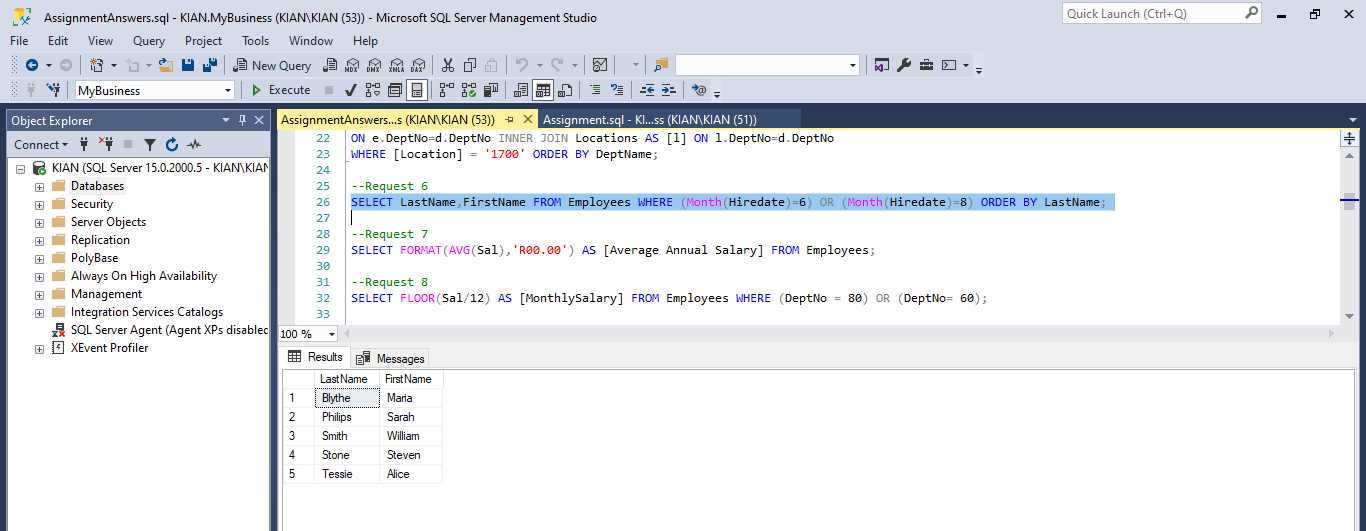 AssignmentAnswers.sql - KIAN.MyBusiness (KIAN\KIAN (53)) - Microsoft SQL Server Management Studio
Quick Launch (Ctrl+Q)
File Edit View Query Project Tools Window Help
New Query MDX DMX XMLA DAX
MyBusiness Execute
Object Explorer
Connect
KIAN (SQL Server 15.0.2000.5 - KIAN\KIAN
Databases
Security
Server Objects
Replication
PolyBase
Always On High Availability
Management
Integration Services Catalogs
SQL Server Agent (Agent XPs disabled
XEvent Profiler
AssignmentAnswers...s (KIAN\KIAN (53)) Assignment.sql - KI...ss (KIAN\KIAN (51))
22 ON e.DeptNo=d.DeptNo INNER JOIN Locations AS [l] ON l.DeptNo=d.DeptNo
23 WHERE [Location] = '1700' ORDER BY DeptName;
24
25 --Request 6
26 SELECT LastName,FirstName FROM Employees WHERE (Month(Hiredate)=6) OR (Month(Hiredate)=8) ORDER BY LastName;
27
28 --Request 7
29 SELECT FORMAT(AVG(Sal),'R00.00') AS [Average Annual Salary] FROM Employees;
30
31 --Request 8
32 SELECT FLOOR(Sal/12) AS [MonthlySalary] FROM Employees WHERE (DeptNo = 80) OR (DeptNo= 60);
33
100 %
Results Messages
LastName FirstName
1 Blythe Maria
2 Philips Sarah
3 Smith William
4 Stone Steven
5 Tessie Alice